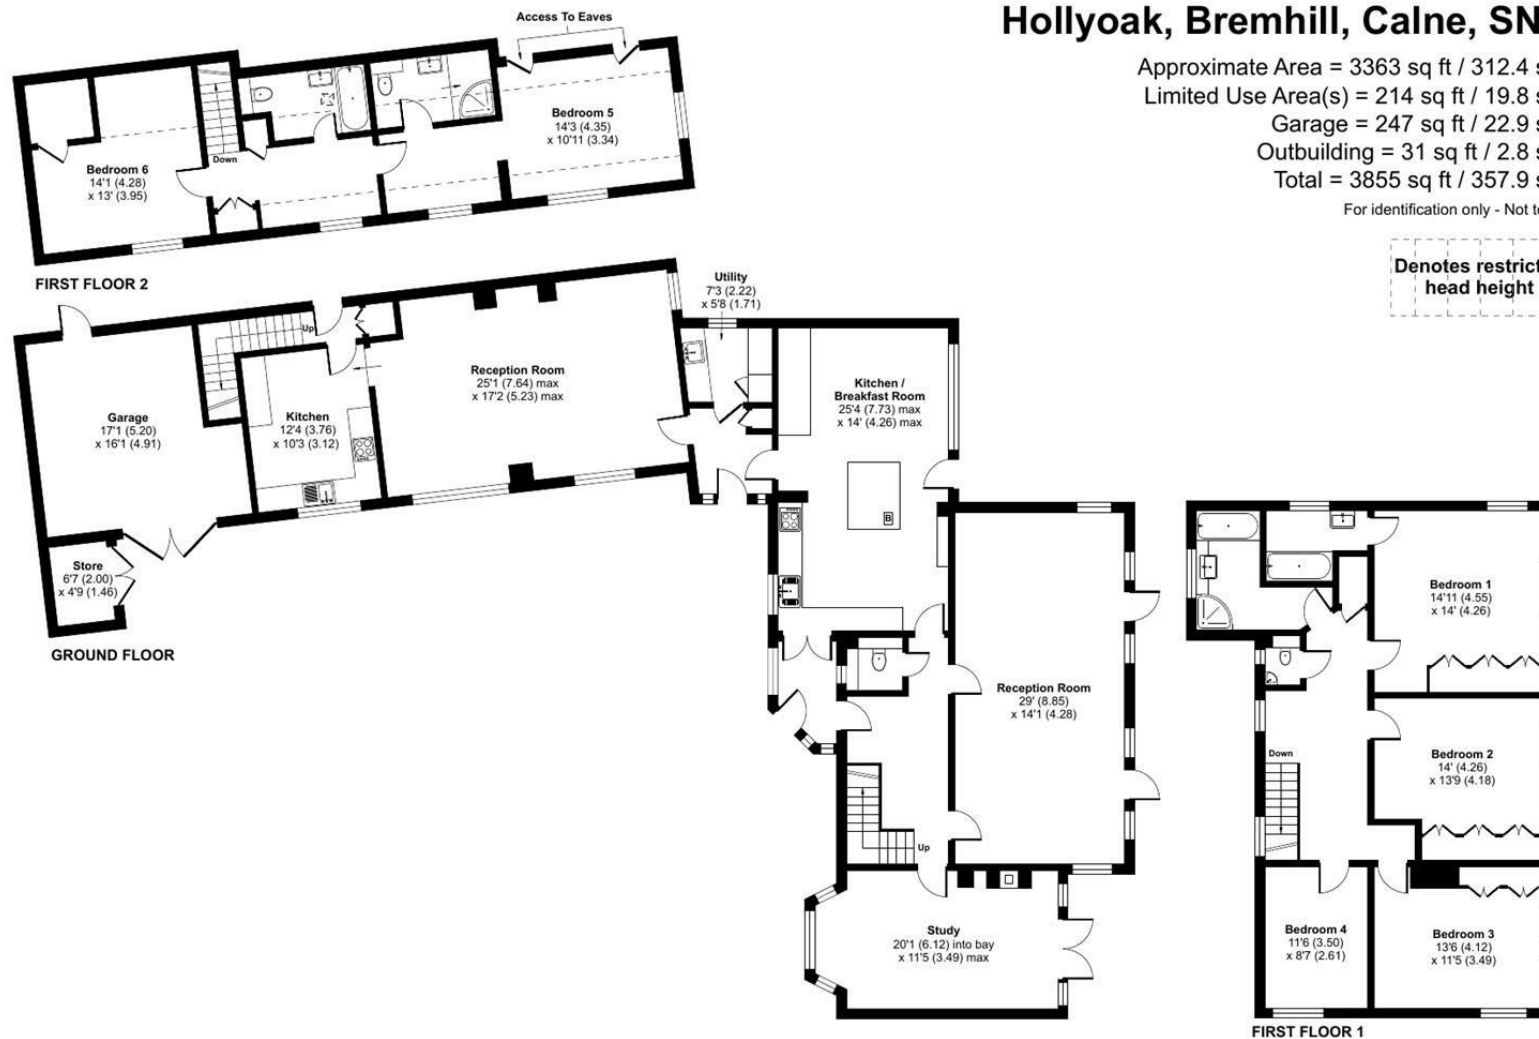 Hollyoak, Bremhill, Calne, SN
Approximate Area = 3363 sq ft / 312.4 s
Limited Use Area(s) = 214 sq ft / 19.8 s
Garage = 247 sq ft / 22.9 s
Outbuilding = 31 sq ft / 2.8 s
Total = 3855 sq ft / 357.9 s
For identification only - Not to
Denotes restrict
head height
Access To Eaves
Bedroom 5
14'3 (4.35)
x 10'11 (3.34)
Down
Bedroom 6
14'1 (4.28)
x 13' (3.95)
FIRST FLOOR 2
Utility
7'3 (2.22)
x 5'8 (1.71)
Up
Reception Room
25'1 (7.64) max
x 17'2 (5.23) max
Kitchen /
Breakfast Room
25'4 (7.73) max
x 14' (4.26) max
Garage
17'1 (5.20)
x 16'1 (4.91)
Kitchen
12'4 (3.76)
x 10'3 (3.12)
B
Store
6'7 (2.00)
x 4'9 (1.46)
GROUND FLOOR
Reception Room
29' (8.85)
x 14'1 (4.28)
Up
Study
20'1 (6.12) into bay
x 11'5 (3.49) max
Bedroom 1
14'11 (4.55)
x 14' (4.26)
Down
Bedroom 2
14' (4.26)
x 13'9 (4.18)
Bedroom 4
11'6 (3.50)
x 8'7 (2.61)
Bedroom 3
13'6 (4.12)
x 11'5 (3.49)
FIRST FLOOR 1